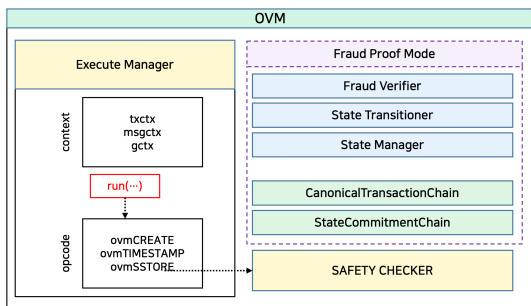 OVM
Execute Manager
context
txctx
msgctx
gctx
run(⋯)
opcode
ovmCREATE
ovmTIMESTAMP
ovmSSTORE
Fraud Proof Mode
Fraud Verifier
State Transitioner
State Manager
CanonicalTransactionChain
StateCommitmentChain
SAFETY CHECKER